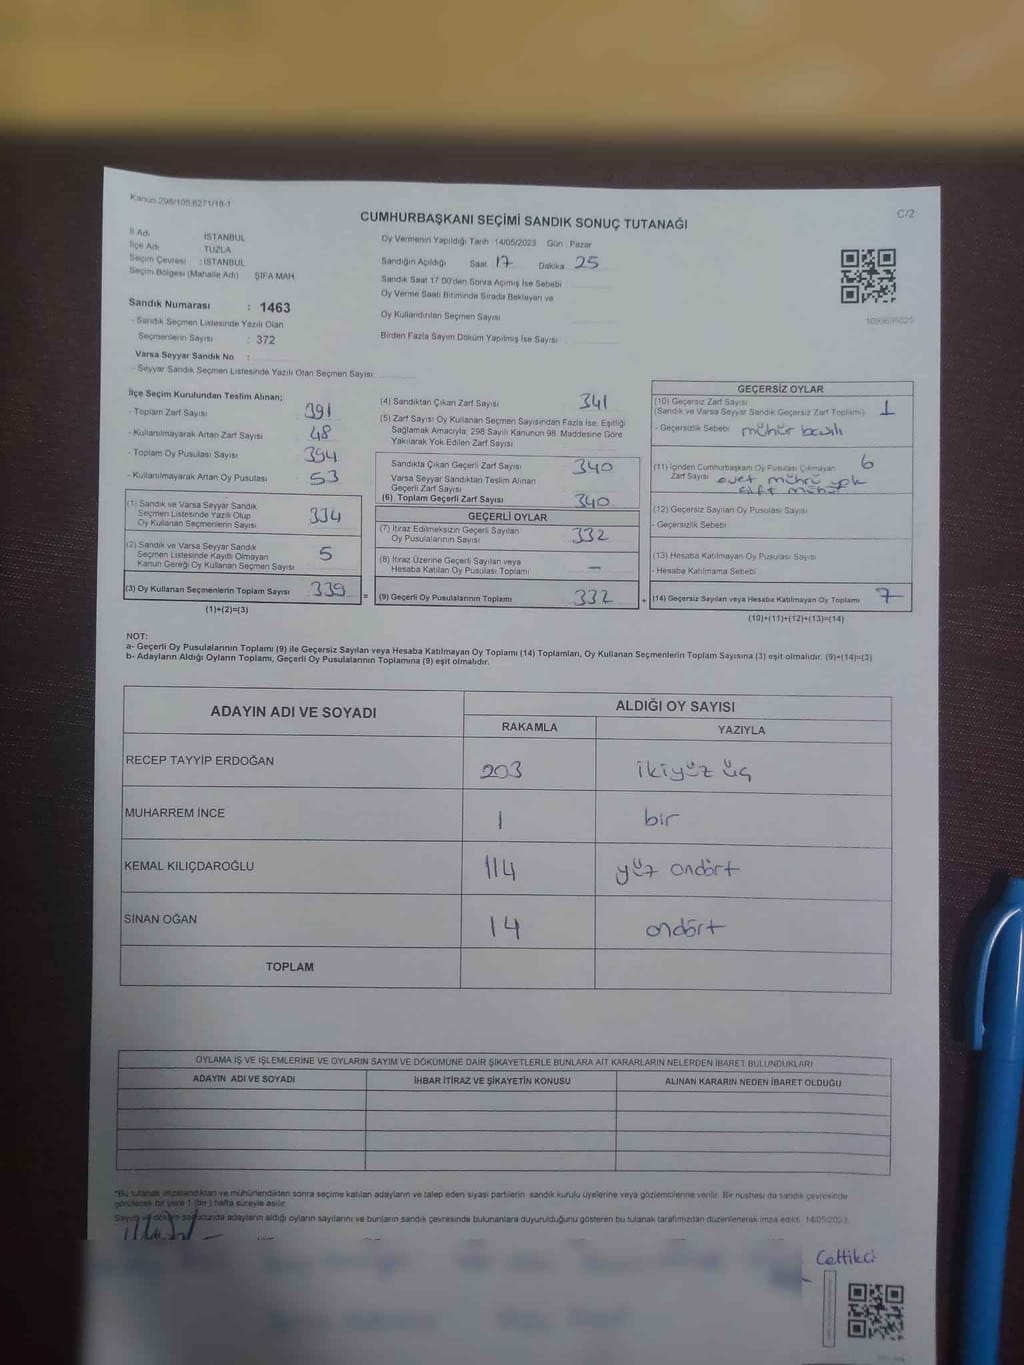 Kanun 298/105,6271/18-1
CUMHURBAŞKANI SEÇİMİ SANDIK SONUÇ TUTANAĞI
C/2
İl Adı İSTANBUL
İlçe Adı TUZLA
Seçim Çevresi : İSTANBUL
Seçim Bölgesi (Mahalle Adı) ŞİFA MAH
Sandık Numarası : 1463
- Sandık Seçmen Listesinde Yazılı Olan
Seçmenlerin Sayısı : 372
Varsa Seyyar Sandık No :
- Seyyar Sandık Seçmen Listesinde Yazılı Olan Seçmen Sayısı:
Oy Vermenin Yapıldığı Tarih 14/05/2023 Gün : Pazar
Sandığın Açıldığı Saat 17 Dakika 25
Sandık Saat 17 00'den Sonra Açılmış İse Sebebi
Oy Verme Saati Bitiminde Sırada Bekleyen ve
Oy Kullandırılan Seçmen Sayısı
Birden Fazla Sayım Döküm Yapılmış İse Sayısı
İlçe Seçim Kurulundan Teslim Alınan;
- Toplam Zarf Sayısı 391
- Kullanılmayarak Artan Zarf Sayısı 48
- Toplam Oy Pusulası Sayısı 394
- Kullanılmayarak Artan Oy Pusulası 53
(1) Sandık ve Varsa Seyyar Sandık
Seçmen Listesinde Yazılı Olup
Oy Kullanan Seçmenlerin Sayısı 334
(2) Sandık ve Varsa Seyyar Sandık
Seçmen Listesinde Kayıtlı Olmayan
Kanun Gereği Oy Kullanan Seçmen Sayısı 5
(3) Oy Kullanan Seçmenlerin Toplam Sayısı 339
(1)+(2)=(3)
=
(4) Sandıktan Çıkan Zarf Sayısı 341
(5) Zarf Sayısı Oy Kullanan Seçmen Sayısından Fazla İse, Eşitliği
Sağlamak Amacıyla, 298 Sayılı Kanunun 98. Maddesine Göre
Yakılarak Yok Edilen Zarf Sayısı
Sandıkta Çıkan Geçerli Zarf Sayısı 340
Varsa Seyyar Sandıktan Teslim Alınan
Geçerli Zarf Sayısı
(6) Toplam Geçerli Zarf Sayısı 340
GEÇERLİ OYLAR
(7) İtiraz Edilmeksizin Geçerli Sayılan
Oy Pusulalarının Sayısı 332
(8) İtiraz Üzerine Geçerli Sayılan veya
Hesaba Katılan Oy Pusulası Toplamı —
(9) Geçerli Oy Pusulalarının Toplamı 332
+
GEÇERSİZ OYLAR
(10) Geçersiz Zarf Sayısı
(Sandık ve Varsa Seyyar Sandık Geçersiz Zarf Toplamı) 1
- Geçersizlik Sebebi mühür basılı
(11) İçinden Cumhurbaşkanı Oy Pusulası Çıkmayan
Zarf Sayısı 6
evet mührü yok
çift mühür
(12) Geçersiz Sayılan Oy Pusulası Sayısı
- Geçersizlik Sebebi
(13) Hesaba Katılmayan Oy Pusulası Sayısı
- Hesaba Katılmama Sebebi
(14) Geçersiz Sayılan veya Hesaba Katılmayan Oy Toplamı 7
(10)+(11)+(12)+(13)=(14)
NOT:
a- Geçerli Oy Pusulalarının Toplamı (9) ile Geçersiz Sayılan veya Hesaba Katılmayan Oy Toplamı (14) Toplamları, Oy Kullanan Seçmenlerin Toplam Sayısına (3) eşit olmalıdır. (9)+(14)=(3)
b- Adayların Aldığı Oyların Toplamı, Geçerli Oy Pusulalarının Toplamına (9) eşit olmalıdır.
ADAYIN ADI VE SOYADI
ALDIĞI OY SAYISI
RAKAMLA YAZIYLA
RECEP TAYYİP ERDOĞAN 203 ikiyüz üç
MUHARREM İNCE 1 bir
KEMAL KILIÇDAROĞLU 114 yüz ondört
SİNAN OĞAN 14 ondört
TOPLAM
OYLAMA İŞ VE İŞLEMLERİNE VE OYLARIN SAYIM VE DÖKÜMÜNE DAİR ŞİKAYETLERLE BUNLARA AİT KARARLARIN NELERDEN İBARET BULUNDUKLARI
ADAYIN ADI VE SOYADI İHBAR İTİRAZ VE ŞİKAYETİN KONUSU ALINAN KARARIN NEDEN İBARET OLDUĞU
*Bu tutanak imzalandıktan ve mühürlendikten sonra seçime katılan adayların ve talep eden siyasi partilerin sandık kurulu üyelerine veya gözlemcilerine verilir. Bir nüshası da sandık çevresinde
görülecek bir yere 1 (bir) hafta süreyle asılır.
Sayım ve döküm sonucunda adayların aldığı oyların sayılarını ve bunların sandık çevresinde bulunanlara duyurulduğunu gösteren bu tutanak tarafımızdan düzenlenerek imza edildi. 14/05/2023